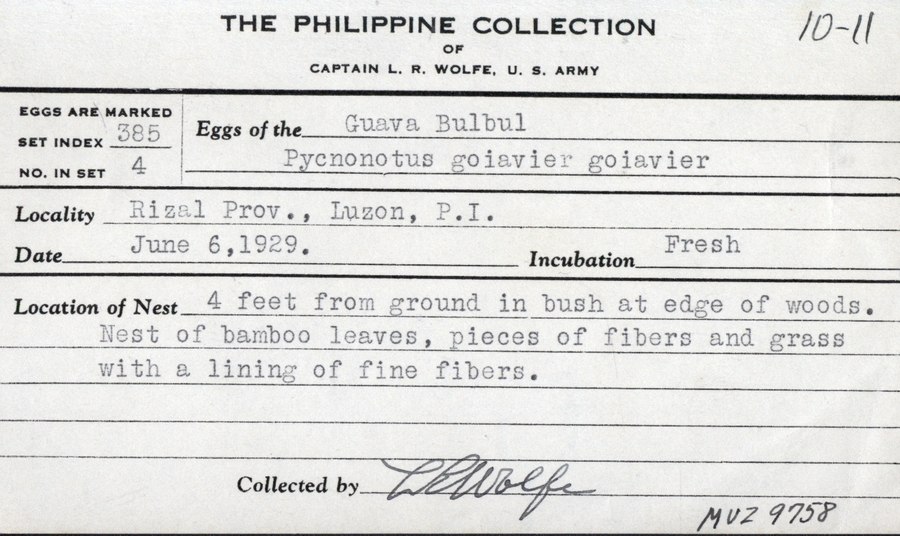 THE PHILIPPINE COLLECTION
10-11
OF
CAPTAIN L. R. WOLFE, U. S. ARMY
EGGS ARE MARKED
SET INDEX 385
NO. IN SET 4
Eggs of the Guava Bulbul
Pycnonotus goiavier goiavier
Locality Rizal Prov., Luzon, P.I.
Date June 6,1929. Incubation Fresh
Location of Nest 4 feet from ground in bush at edge of woods.
Nest of bamboo leaves, pieces of fibers and grass
with a lining of fine fibers.
Collected by LRWolfe
MVZ 9758